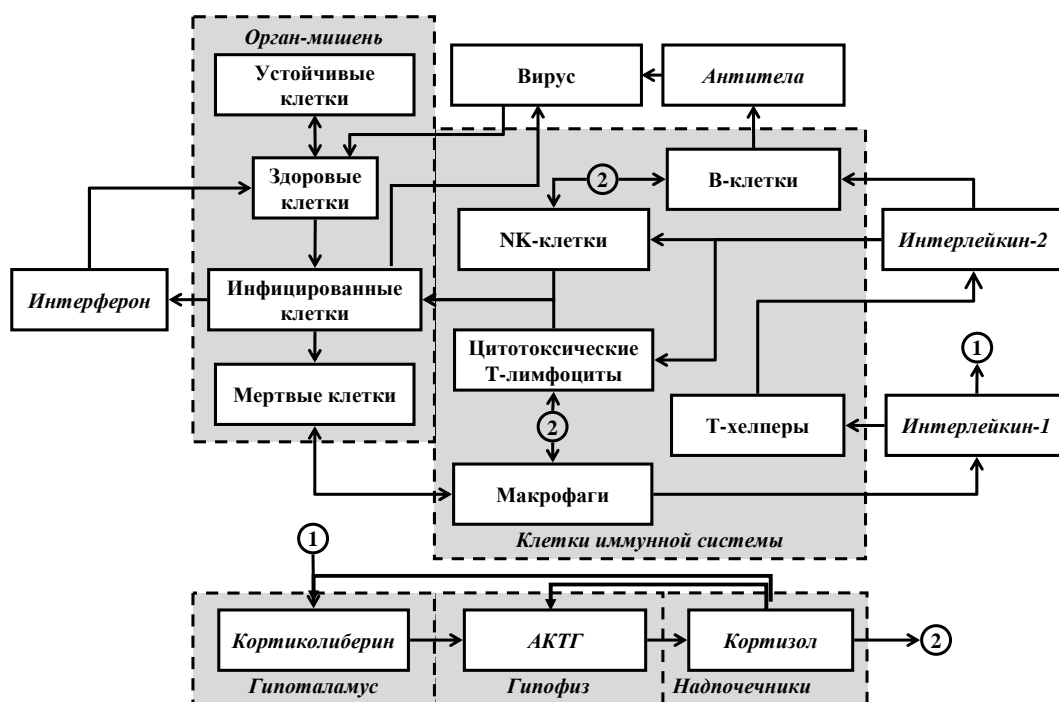 Орган-мишень
Устойчивые
клетки
Вирус
Антитела
Здоровые
клетки
2
В-клетки
NK-клетки
Интерлейкин-2
Интерферон
Инфицированные
клетки
Цитотоксические
Т-лимфоциты
1
Мертвые клетки
2
Т-хелперы
Интерлейкин-1
Макрофаги
Клетки иммунной системы
1
Кортиколиберин
АКТГ
Кортизол
2
Гипоталамус
Гипофиз
Надпочечники